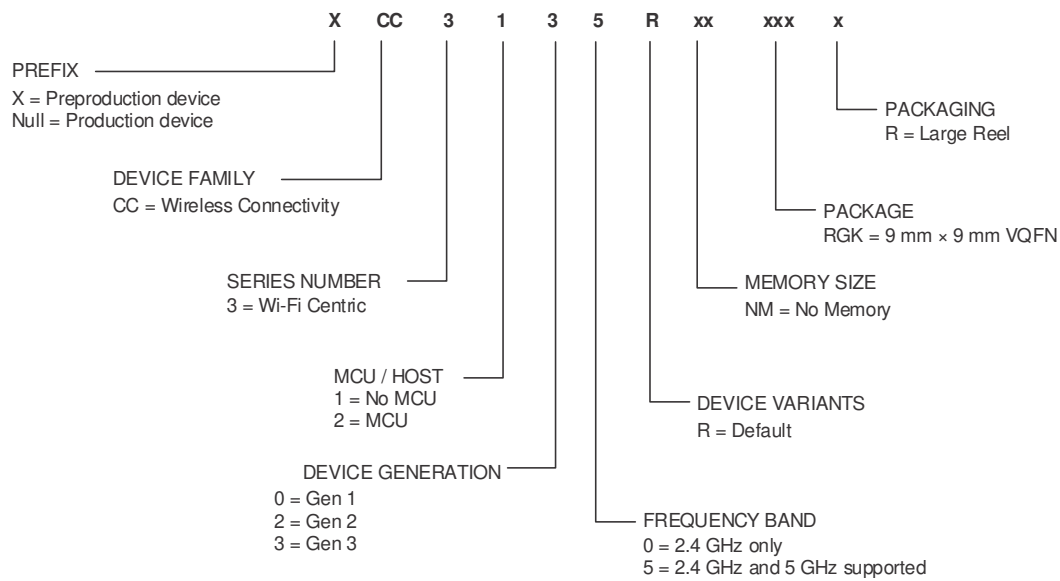 X CC 3 1 3 5 R xx xxx x
PREFIX
X = Preproduction device
Null = Production device
PACKAGING
R = Large Reel
DEVICE FAMILY
CC = Wireless Connectivity
PACKAGE
RGK = 9 mm × 9 mm VQFN
SERIES NUMBER
3 = Wi-Fi Centric
MEMORY SIZE
NM = No Memory
MCU / HOST
1 = No MCU
2 = MCU
DEVICE VARIANTS
R = Default
DEVICE GENERATION
0 = Gen 1
2 = Gen 2
3 = Gen 3
FREQUENCY BAND
0 = 2.4 GHz only
5 = 2.4 GHz and 5 GHz supported